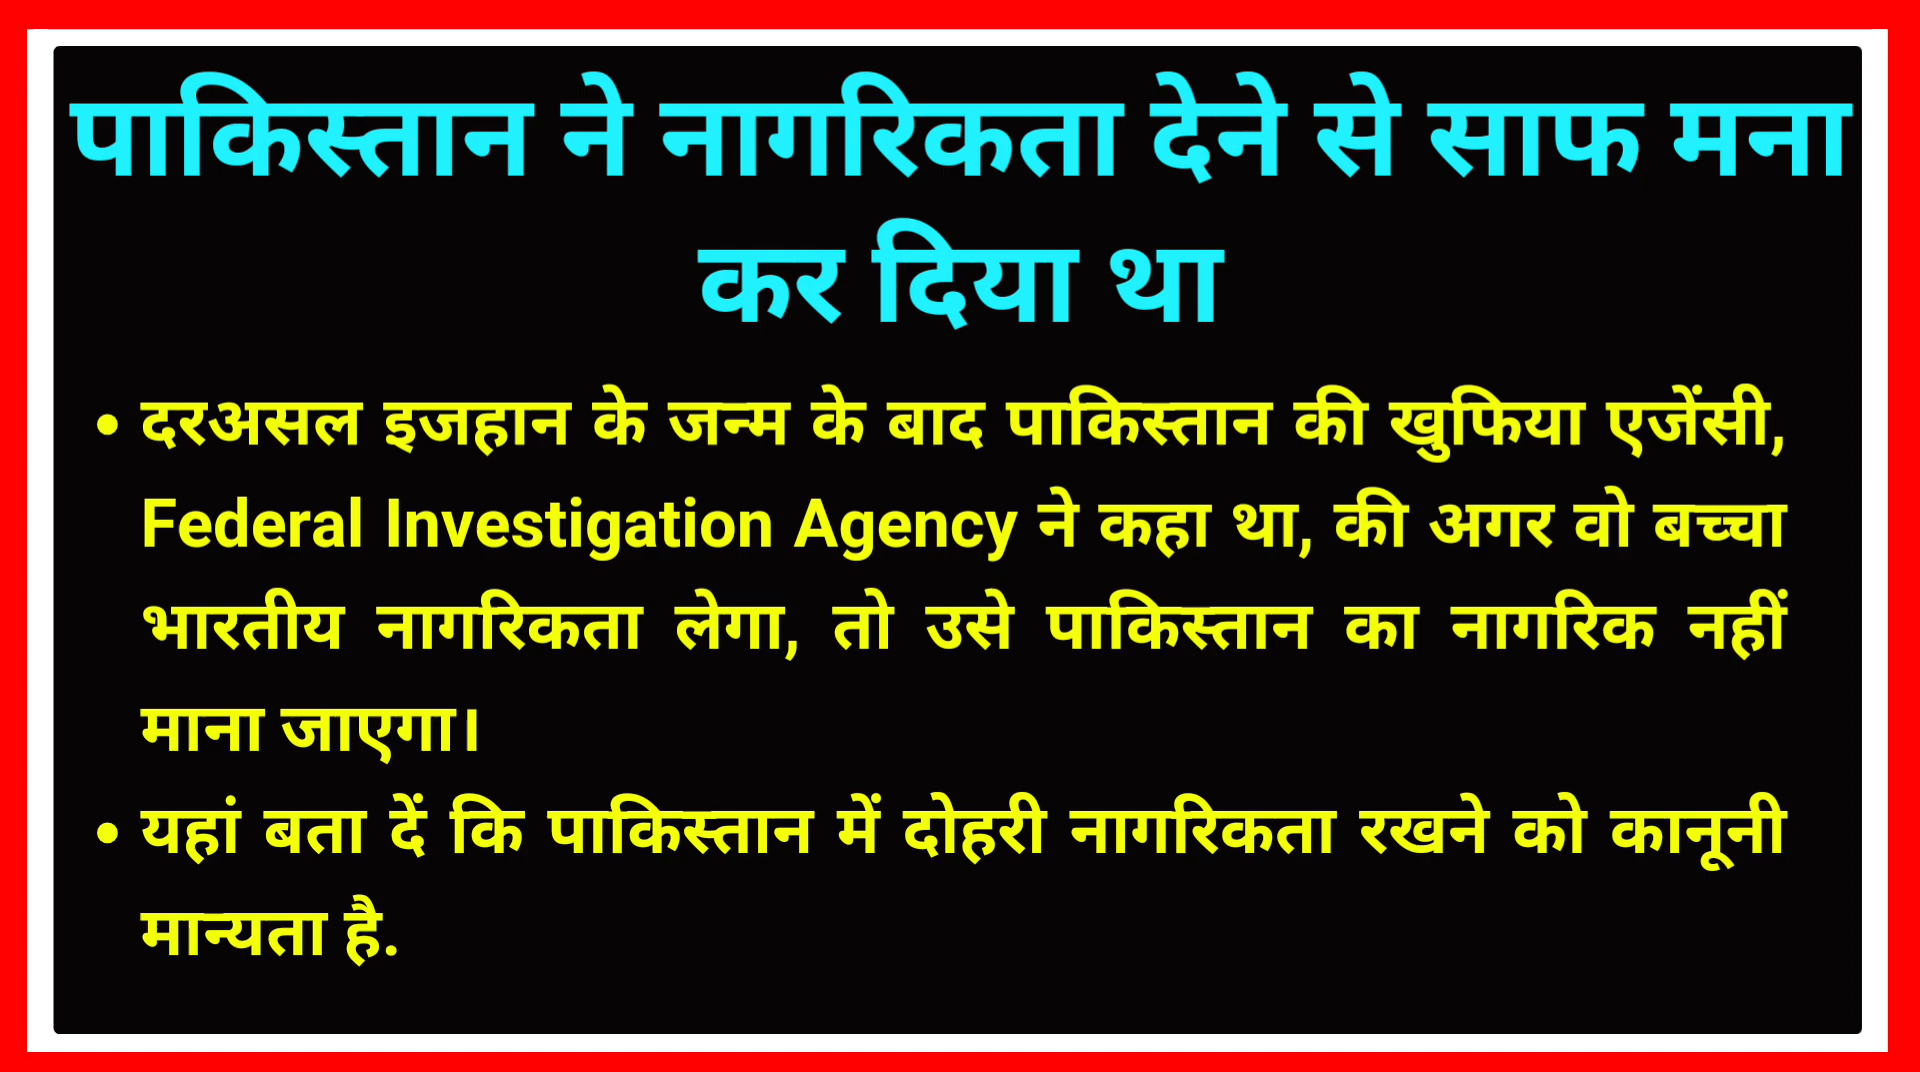 पाकिस्तान ने नागरिकता देने से साफ मना
कर दिया था
• दरअसल इजहान के जन्म के बाद पाकिस्तान की खुफिया एजेंसी,
Federal Investigation Agency ने कहा था, की अगर वो बच्चा
भारतीय नागरिकता लेगा, तो उसे पाकिस्तान का नागरिक नहीं
माना जाएगा।
• यहां बता दें कि पाकिस्तान में दोहरी नागरिकता रखने को कानूनी
मान्यता है.